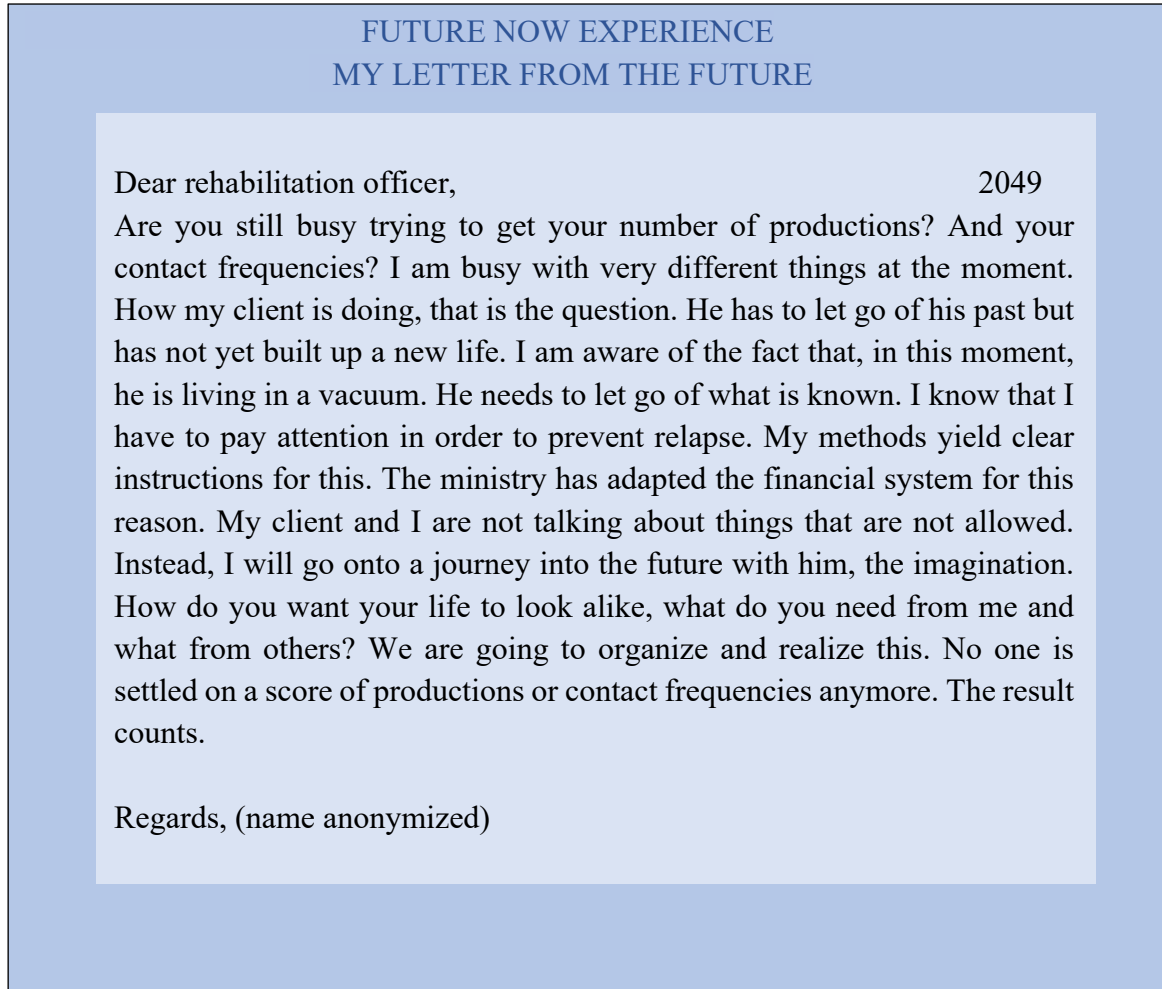 FUTURE NOW EXPERIENCE
MY LETTER FROM THE FUTURE
Dear rehabilitation officer, 2049
Are you still busy trying to get your number of productions? And your
contact frequencies? I am busy with very different things at the moment.
How my client is doing, that is the question. He has to let go of his past but
has not yet built up a new life. I am aware of the fact that, in this moment,
he is living in a vacuum. He needs to let go of what is known. I know that I
have to pay attention in order to prevent relapse. My methods yield clear
instructions for this. The ministry has adapted the financial system for this
reason. My client and I are not talking about things that are not allowed.
Instead, I will go onto a journey into the future with him, the imagination.
How do you want your life to look alike, what do you need from me and
what from others? We are going to organize and realize this. No one is
settled on a score of productions or contact frequencies anymore. The result
counts.
Regards, (name anonymized)